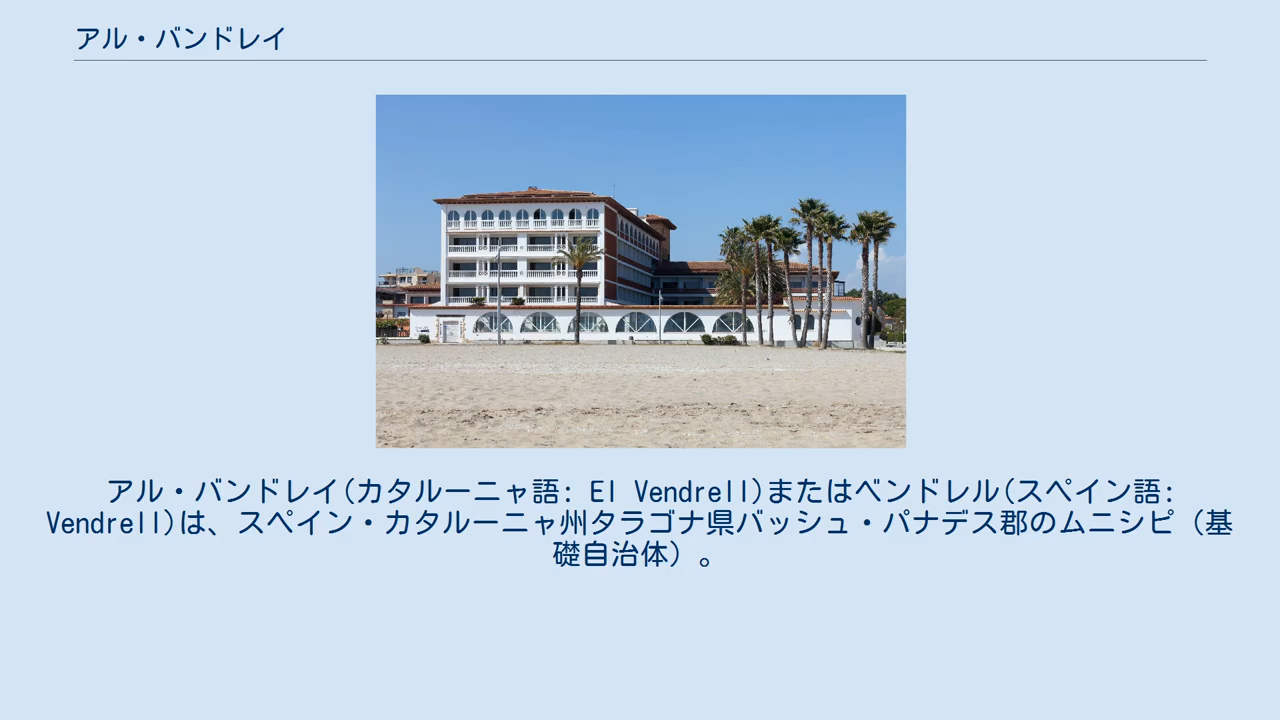 アル・バンドレイ
アル・バンドレイ(カタルーニャ語: El Vendrell)またはベンドレル(スペイン語:
Vendrell)は、スペイン・カタルーニャ州タラゴナ県バッシュ・パナデス郡のムニシピ（基
礎自治体）。